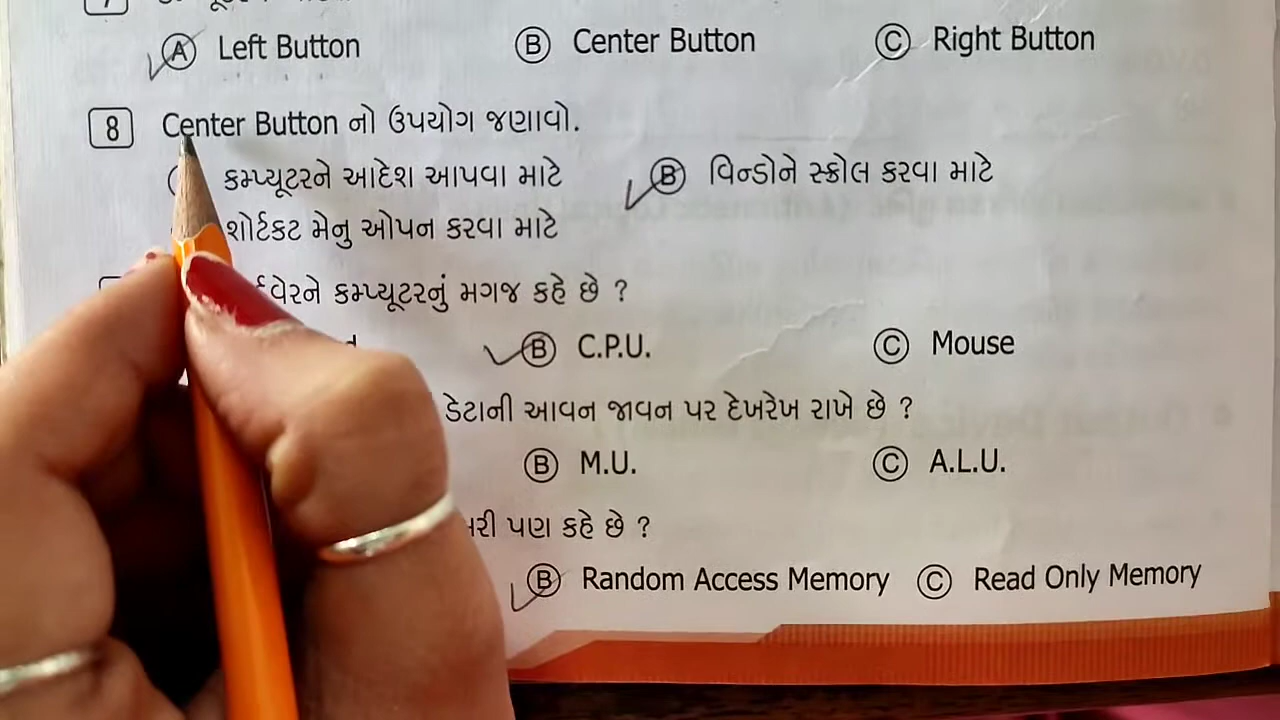 7
A Left Button B Center Button C Right Button
8 Center Button નો ઉપયોગ જણાવો.
કમ્પ્યૂટરને આદેશ આપવા માટે B વિન્ડોને સ્ક્રોલ કરવા માટે
શોર્ટકટ મેનુ ઓપન કરવા માટે
કમ્પ્યૂટરનું મગજ કહે છે ?
B C.P.U. C Mouse
ડેટાની આવન જાવન પર દેખરેખ રાખે છે ?
B M.U. C A.L.U.
પણ કહે છે ?
B Random Access Memory C Read Only Memory